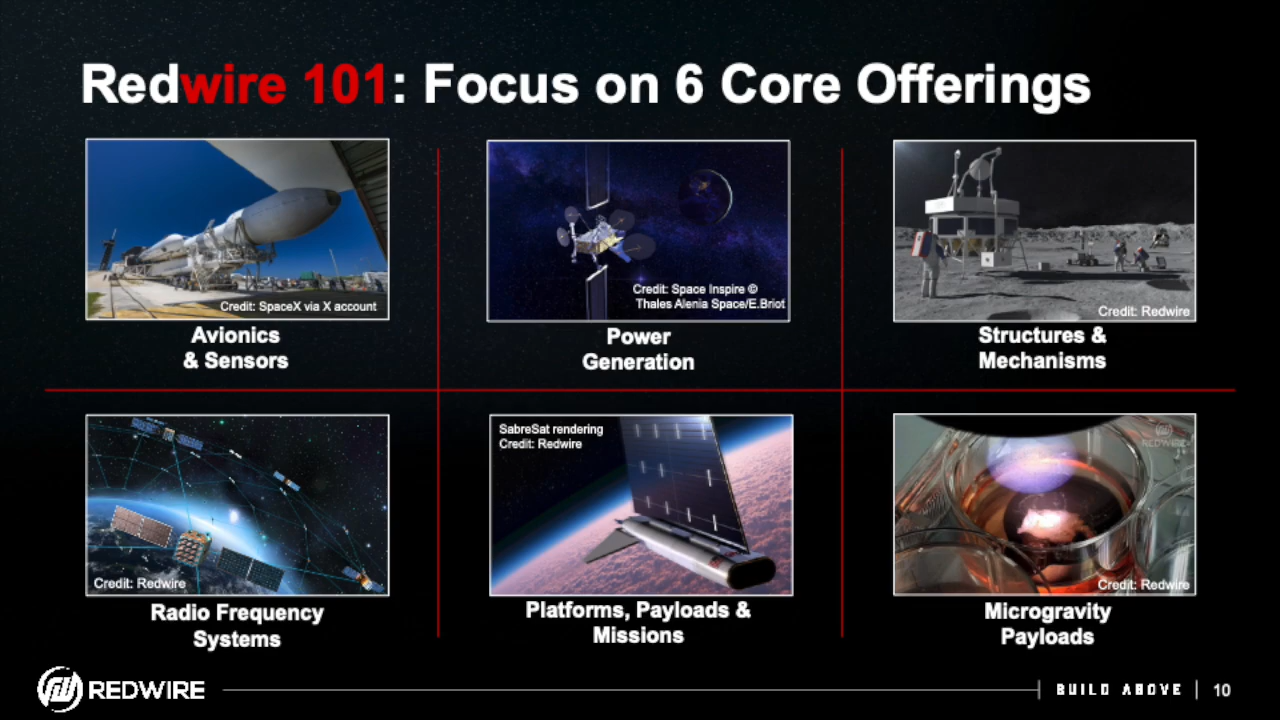 Redwire 101: Focus on 6 Core Offerings
Credit: SpaceX via X account
Avionics
& Sensors
Credit: Space Inspire ©
Thales Alenia Space/E.Briot
Power
Generation
Credit: Redwire
Structures &
Mechanisms
Credit: Redwire
Radio Frequency
Systems
SabreSat rendering
Credit: Redwire
Platforms, Payloads &
Missions
REDWIRE
Credit: Redwire
Microgravity
Payloads
REDWIRE
BUILD ABOVE
10